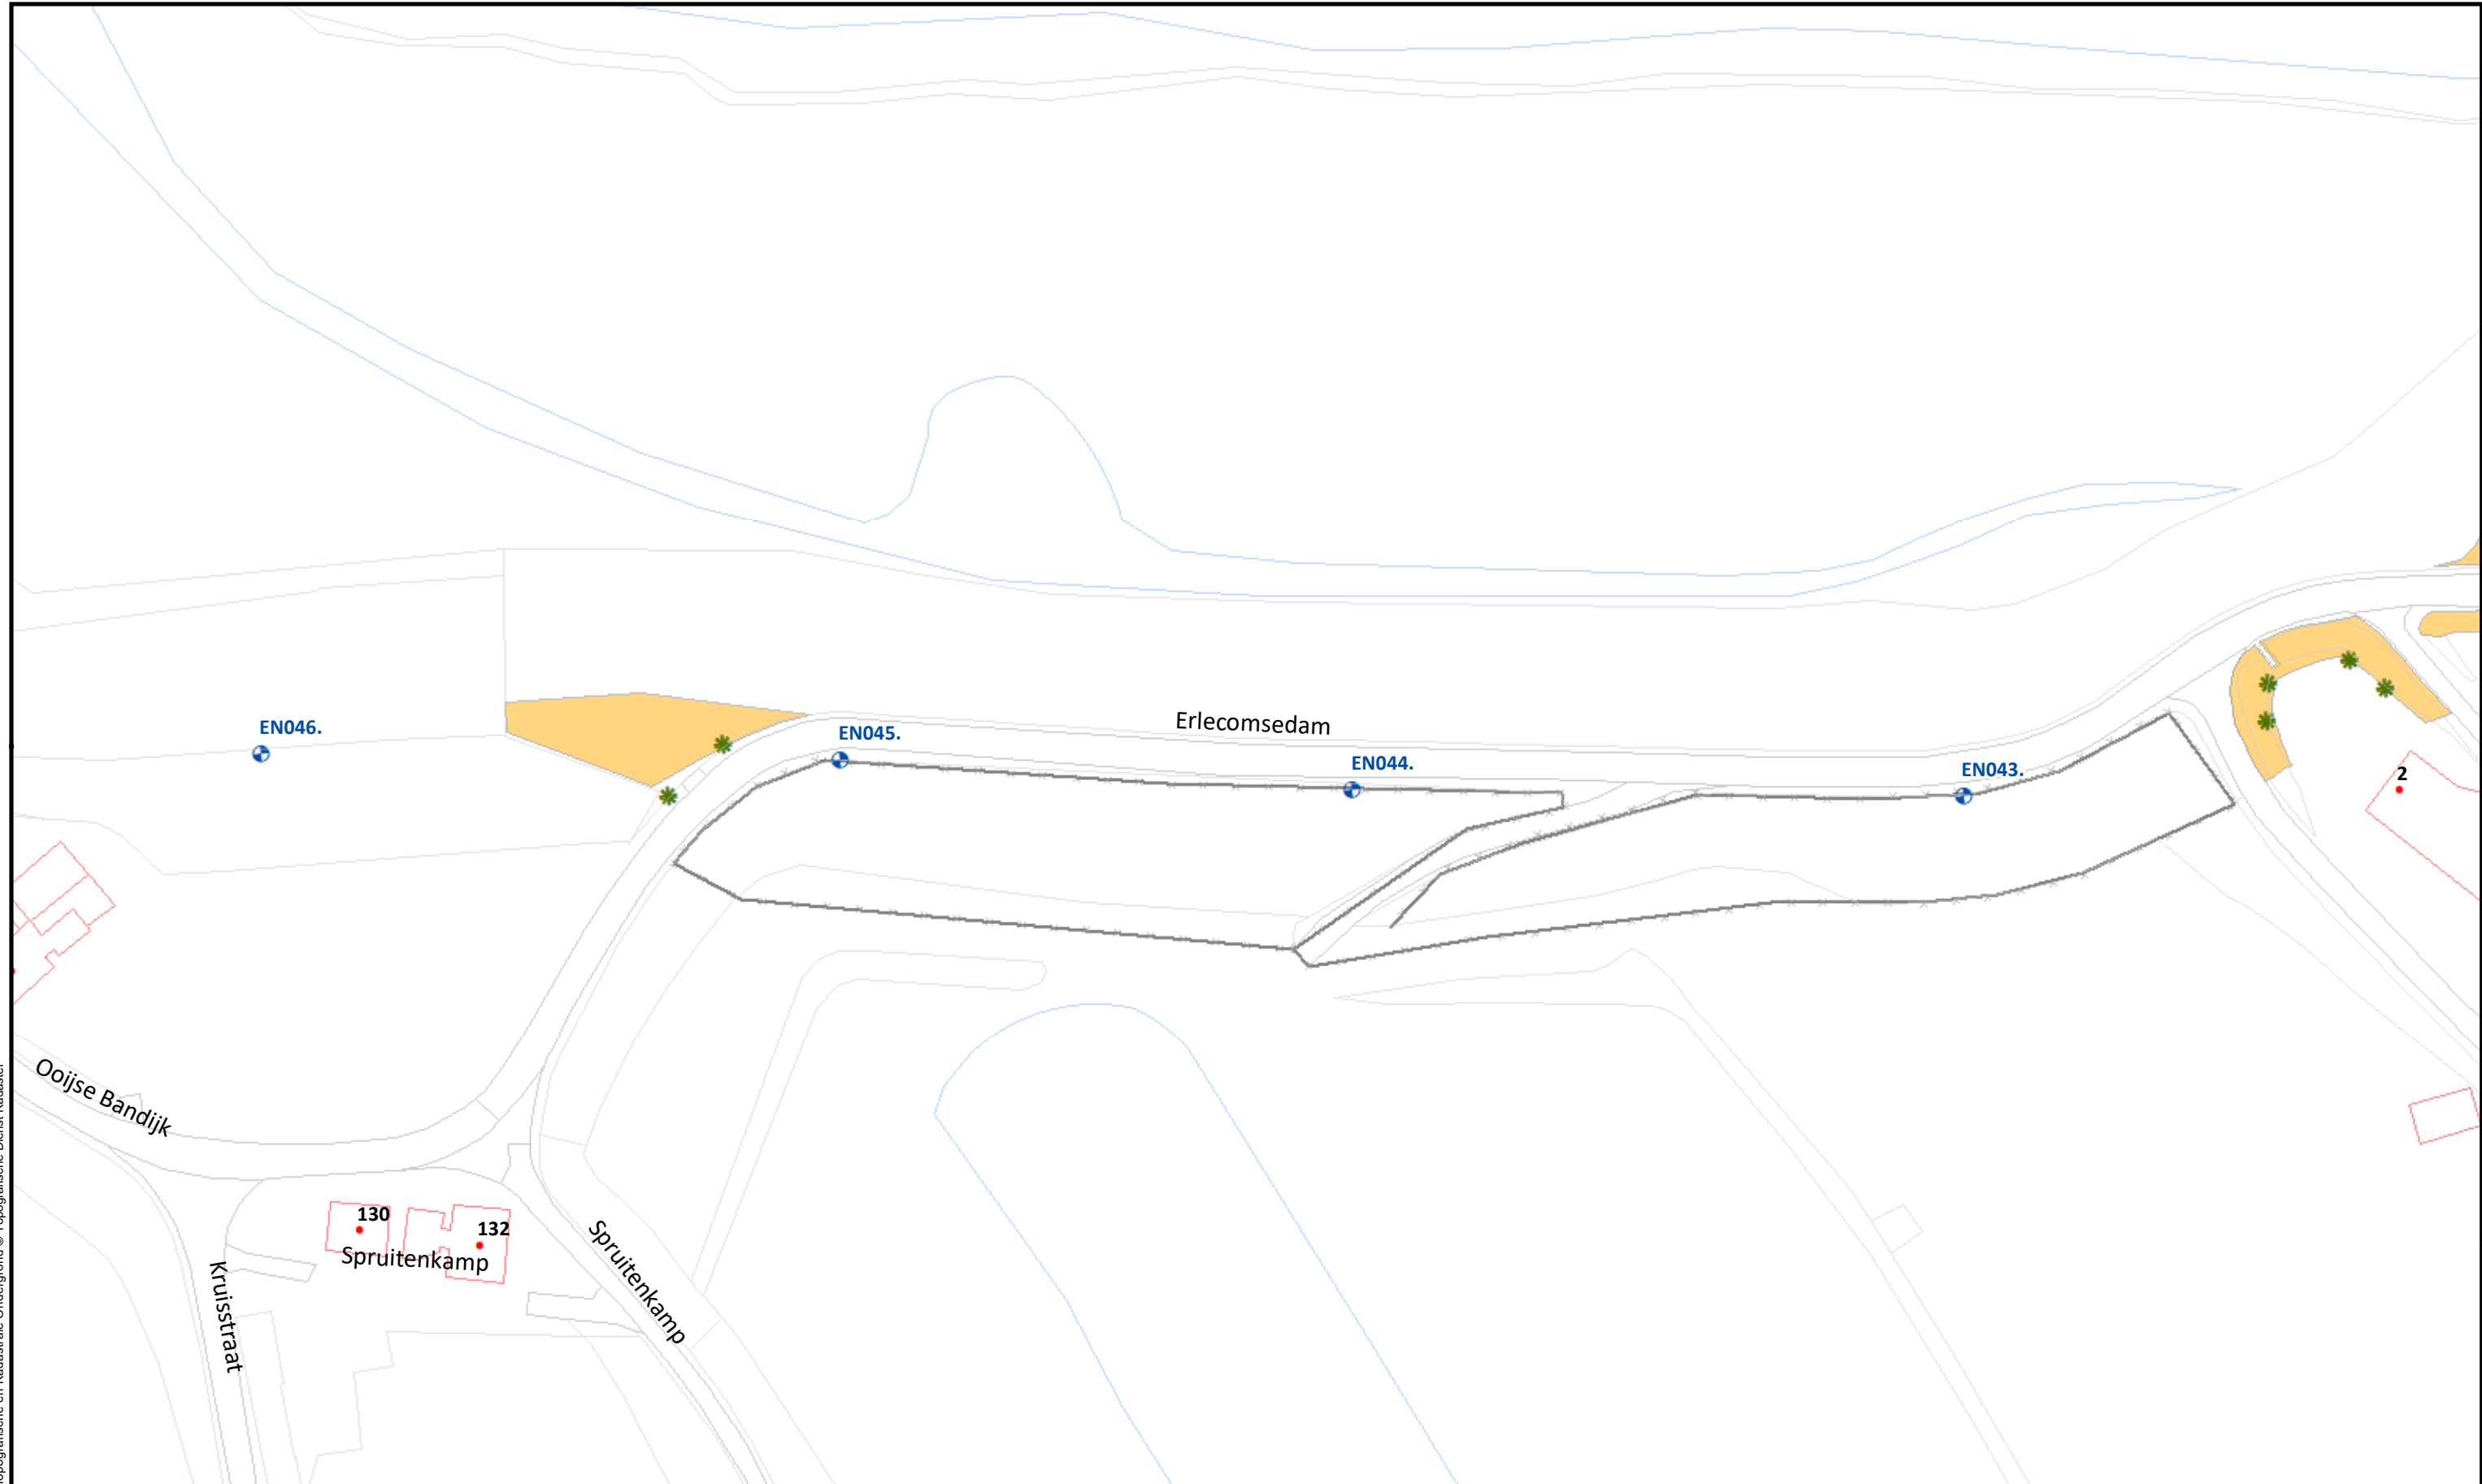 Erlecomsedam
EN046.
EN045.
EN044.
EN043.
2
Ooijse Bandijk
130
132
Spruitenkamp
Spruitenkamp
Kruisstraat